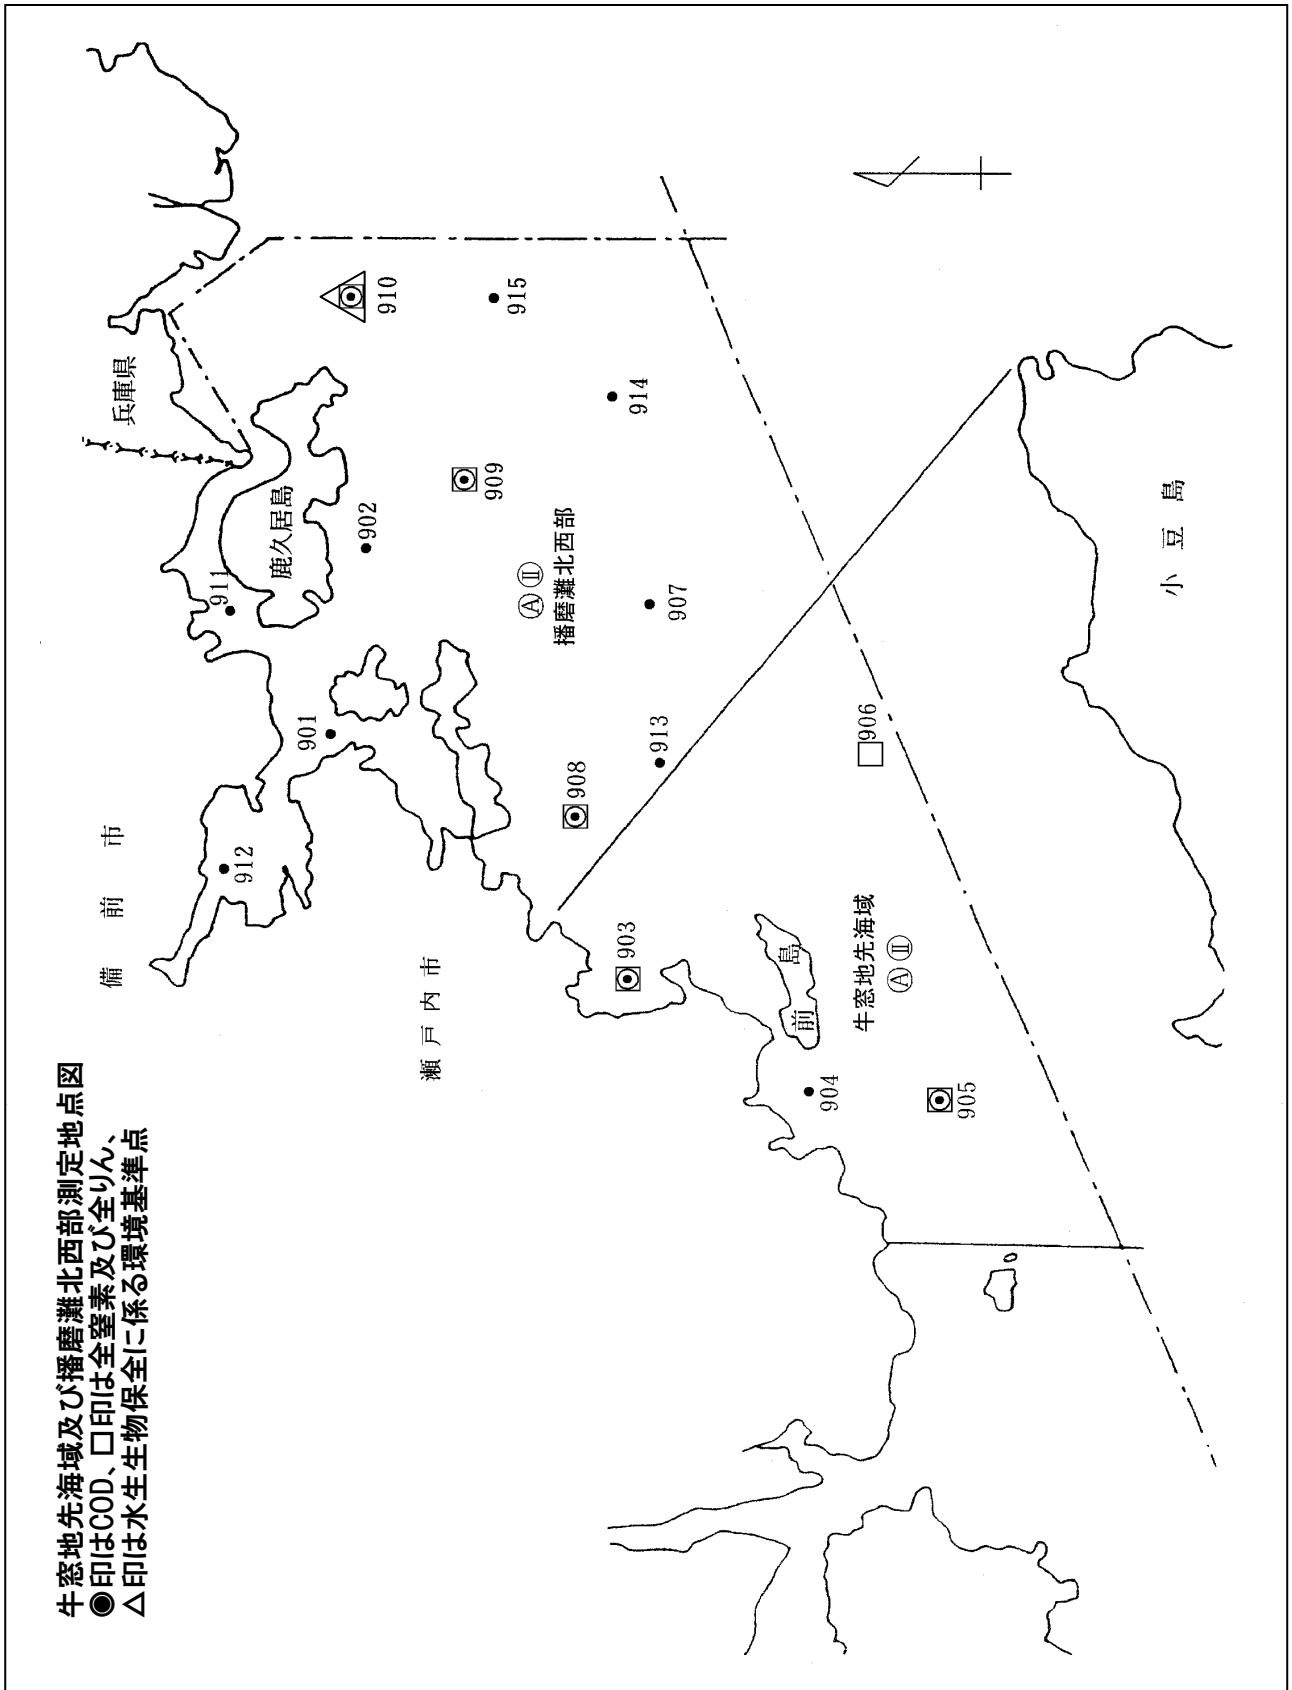 牛窓地先海域及び播磨灘北西部測定地点図
◉印はCOD、□印は全窒素及び全りん、
△印は水生生物保全に係る環境基準点
備前市
瀬戸内市
兵庫県
鹿久居島
912
901
911
902
910
915
909
914
Ⓐ Ⅱ
播磨灘北西部
907
908
913
903
906
前島
牛窓地先海域
Ⓐ Ⅱ
904
905
小豆島